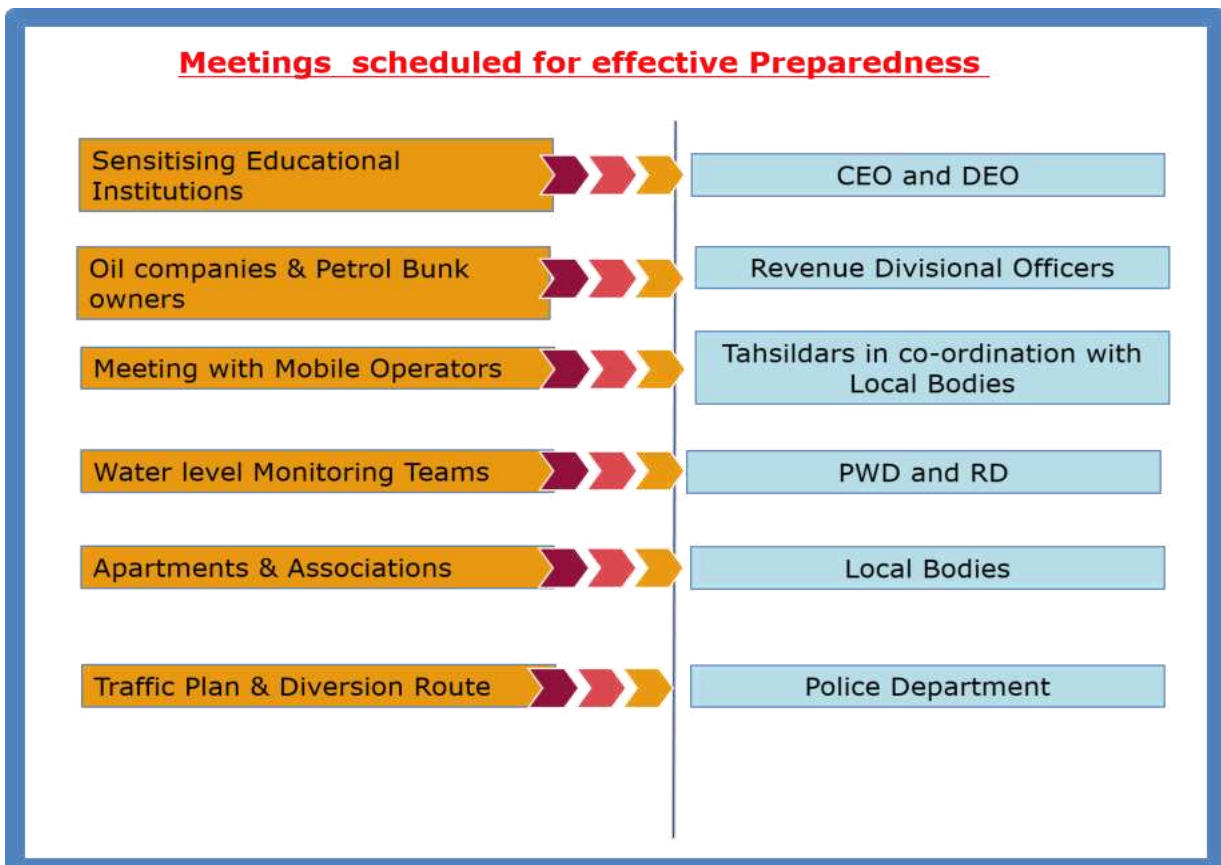 Meetings scheduled for effective Preparedness
Sensitising Educational
Institutions
CEO and DEO
Oil companies & Petrol Bunk
owners
Revenue Divisional Officers
Meeting with Mobile Operators
Tahsildars in co-ordination with
Local Bodies
Water level Monitoring Teams
PWD and RD
Apartments & Associations
Local Bodies
Traffic Plan & Diversion Route
Police Department